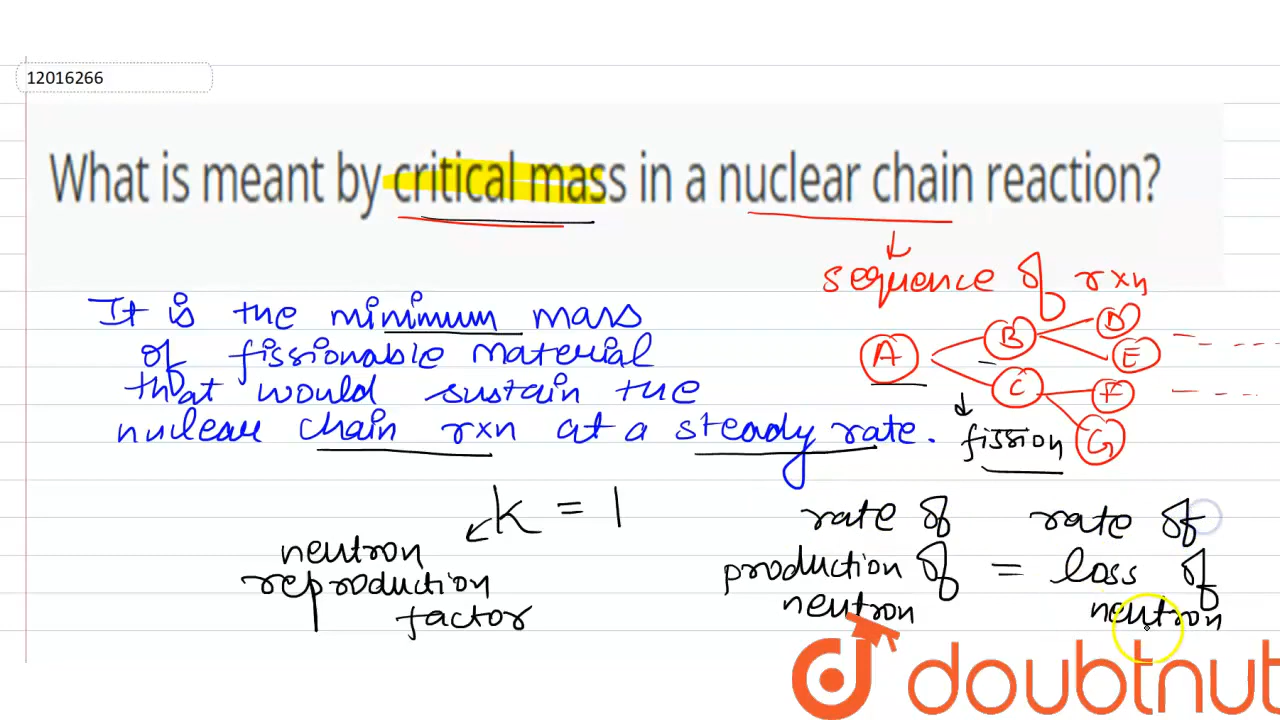 12016266
What is meant by critical mass in a nuclear chain reaction?
sequence of rxn
It is the minimum mass
of fissionable material
that would sustain the
nuclear chain rxn at a steady rate.
A B C D E F G
fission
k = 1
neutron
reproduction
factor
rate of rate of
production of = loss of
neutron neutron
doubtnut